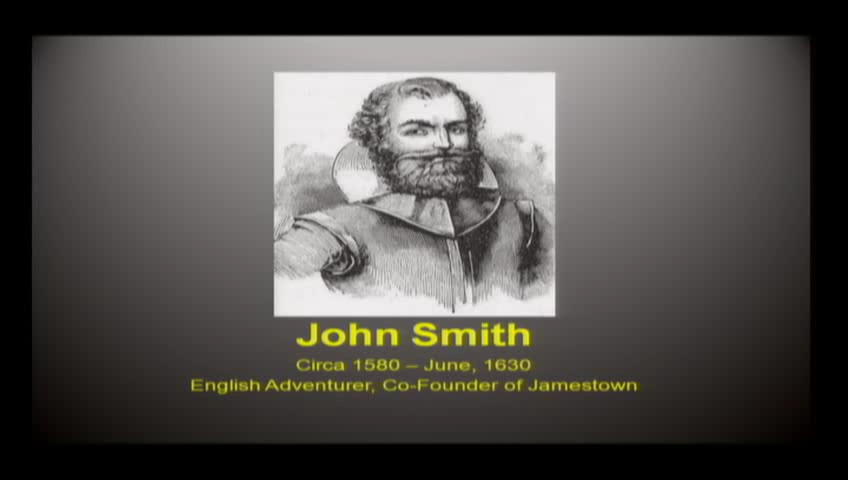 John Smith
Circa 1580 – June, 1630
English Adventurer, Co-Founder of Jamestown